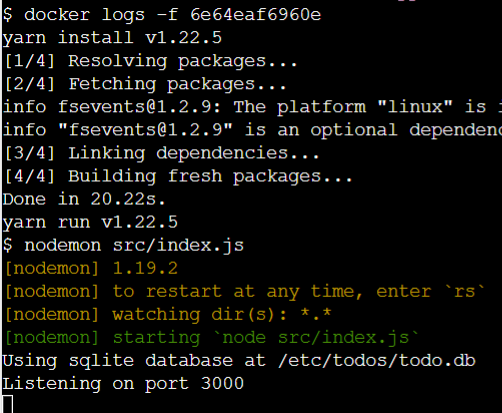 $ docker logs -f 6e64eaf6960e
yarn install v1.22.5
[1/4] Resolving packages...
[2/4] Fetching packages...
info fsevents@1.2.9: The platform "linux" is
info "fsevents@1.2.9" is an optional dependen
[3/4] Linking dependencies...
[4/4] Building fresh packages...
Done in 20.22s.
yarn run v1.22.5
$ nodemon src/index.js
[nodemon] 1.19.2
[nodemon] to restart at any time, enter `rs`
[nodemon] watching dir(s): *.*
[nodemon] starting `node src/index.js`
Using sqlite database at /etc/todos/todo.db
Listening on port 3000